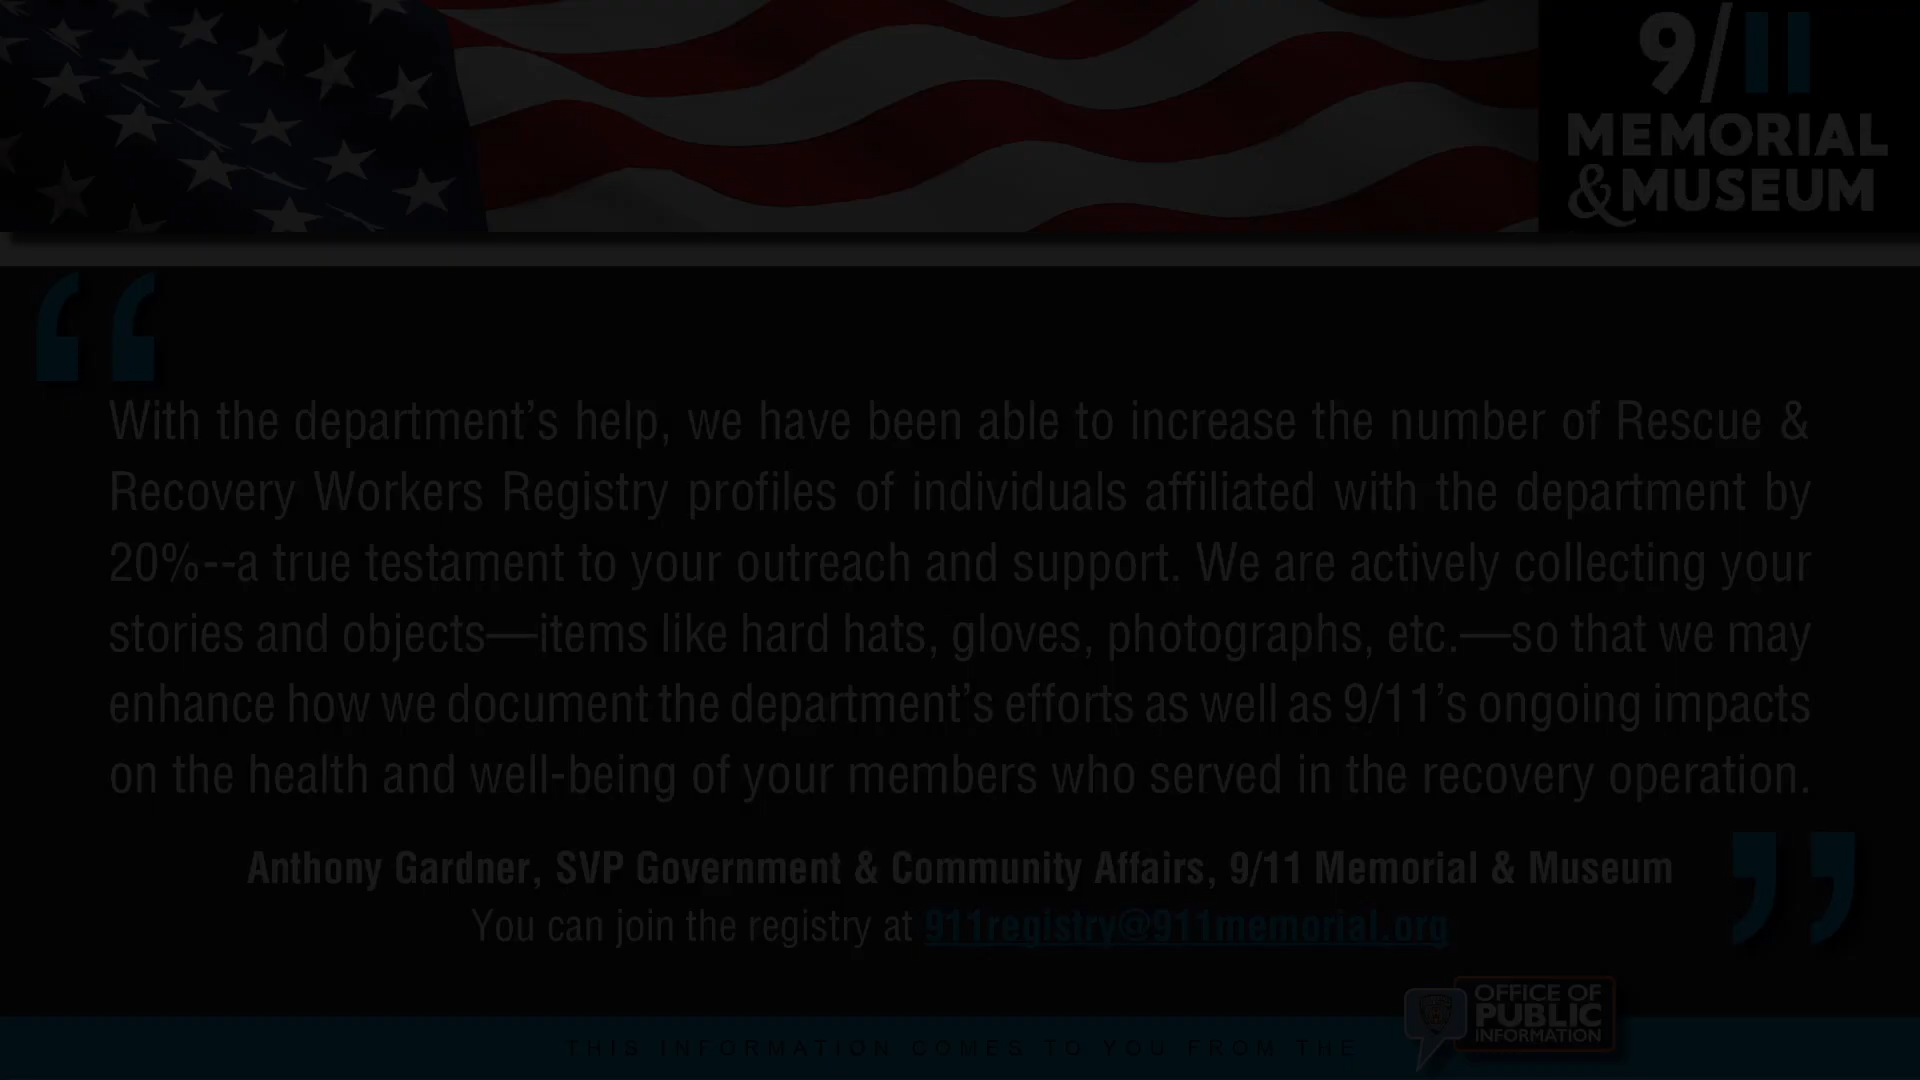 9/11
MEMORIAL
&MUSEUM
“
With the department’s help, we have been able to increase the number of Rescue &
Recovery Workers Registry profiles of individuals affiliated with the department by
20%--a true testament to your outreach and support. We are actively collecting your
stories and objects—items like hard hats, gloves, photographs, etc.—so that we may
enhance how we document the department’s efforts as well as 9/11’s ongoing impacts
on the health and well-being of your members who served in the recovery operation.
”
Anthony Gardner, SVP Government & Community Affairs, 9/11 Memorial & Museum
You can join the registry at 911registry@911memorial.org
THIS INFORMATION COMES TO YOU FROM THE
OFFICE OF
PUBLIC
INFORMATION